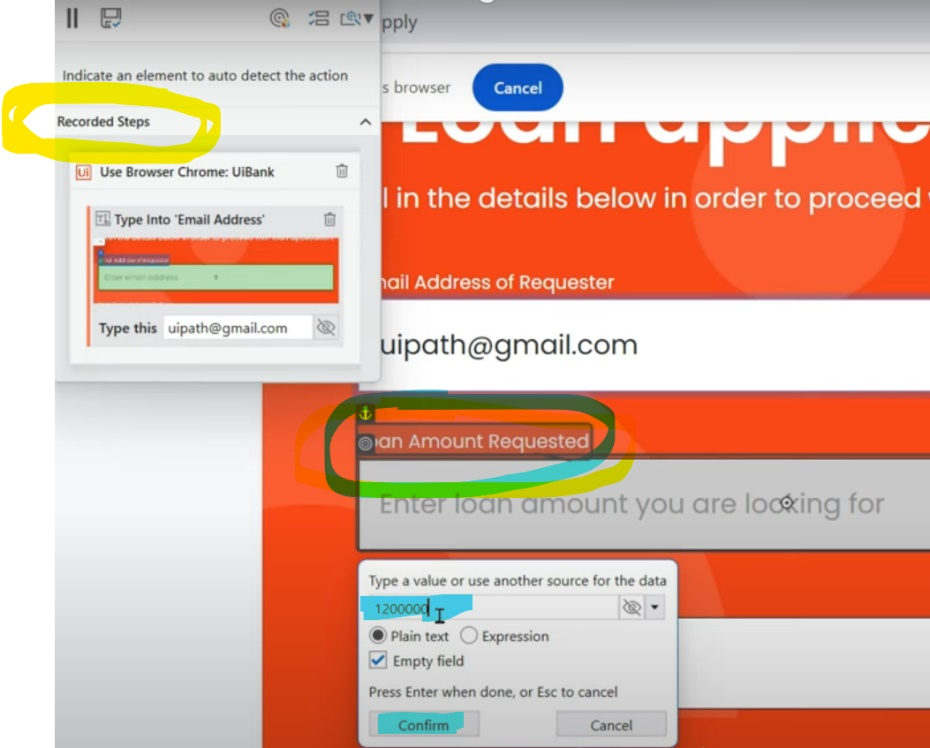 pply
Indicate an element to auto detect the action
s browser
Cancel
Recorded Steps
Loan applic
Use Browser Chrome: UiBank
l in the details below in order to proceed
Type Into 'Email Address'
Enter email address
Type this
uipath@gmail.com
ail Address of Requester
uipath@gmail.com
an Amount Requested
Enter loan amount you are looking for
Type a value or use another source for the data
1200000
Plain text
Expression
Empty field
Press Enter when done, or Esc to cancel
Confirm
Cancel